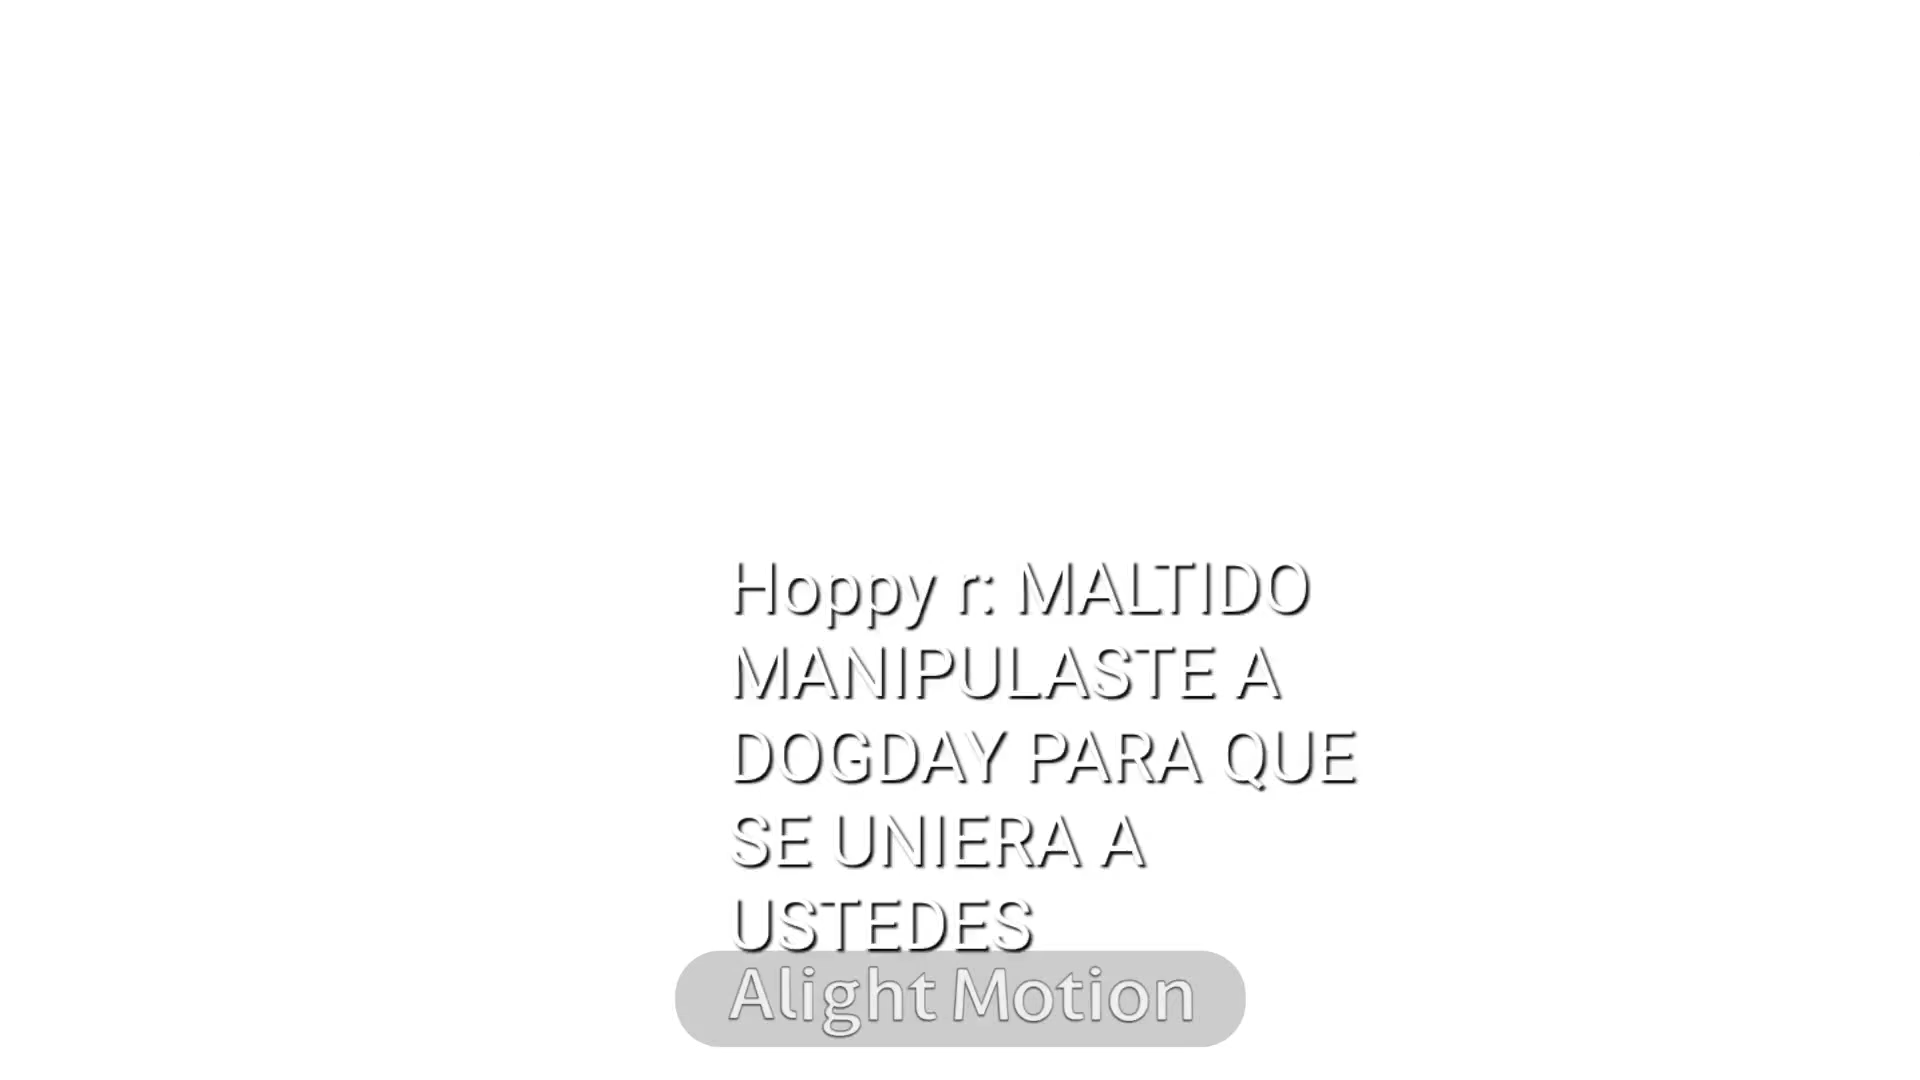 Hoppy r: MALTIDO
MANIPULASTE A
DOGDAY PARA QUE
SE UNIERA A
USTEDES
Alight Motion